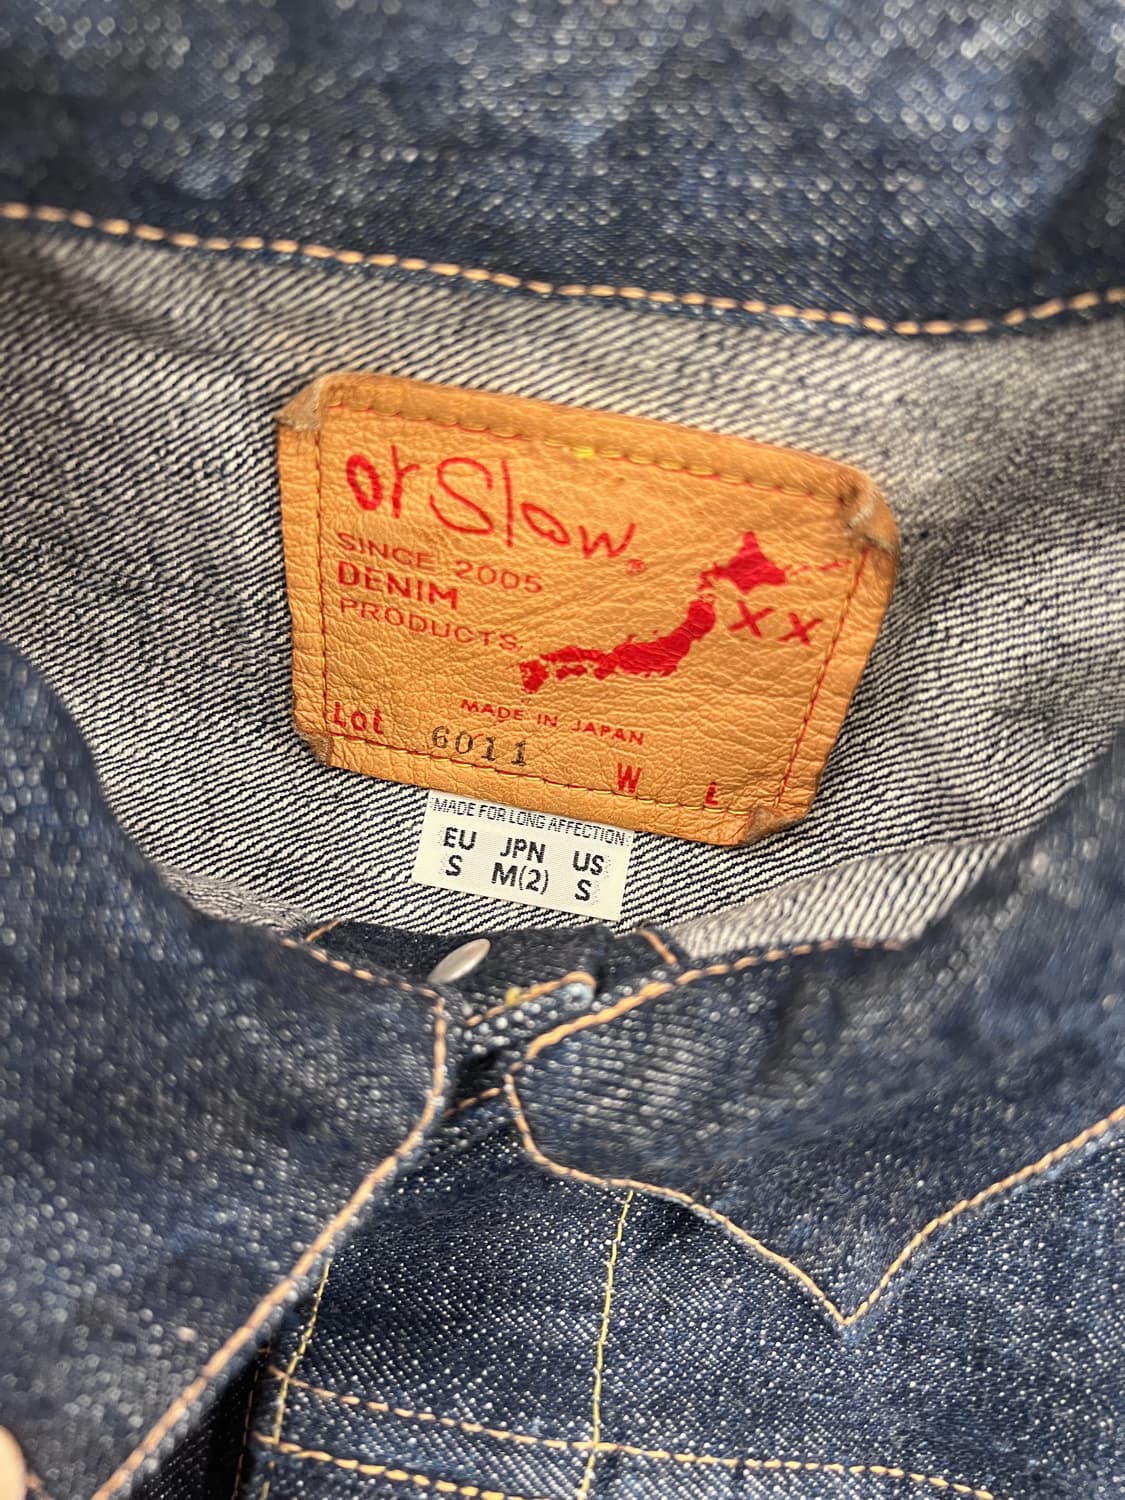 orSlow®
SINCE 2005
DENIM
PRODUCTS,
XX
MADE IN JAPAN
Lot 6011 W L
MADE FOR LONG AFFECTION
EU JPN US
S M(2) S